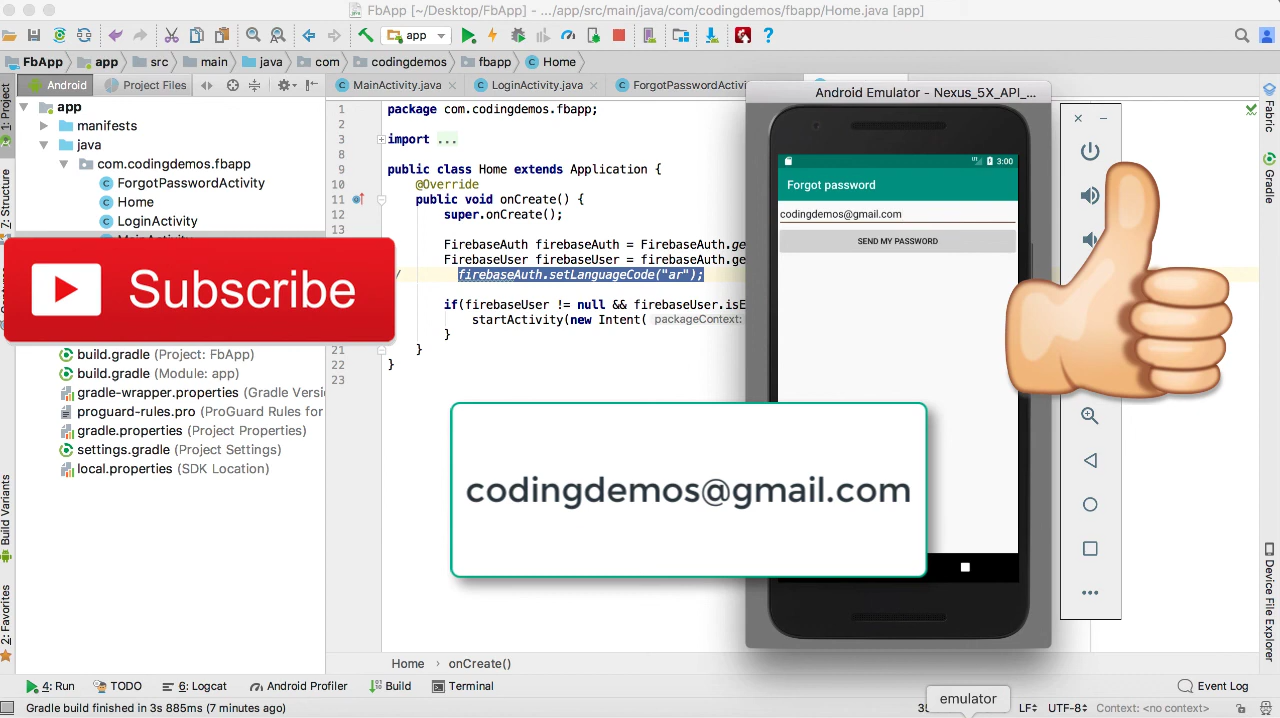 FbApp [~/Desktop/FbApp] - .../app/src/main/java/com/codingdemos/fbapp/Home.java [app]
app
FbApp app src main java com codingdemos fbapp Home
Android Project Files
MainActivity.java LoginActivity.java ForgotPasswordActiv
1: Project
7: Structure
Build Variants
2: Favorites
app
manifests
java
com.codingdemos.fbapp
ForgotPasswordActivity
Home
LoginActivity
Subscribe
build.gradle (Project: FbApp)
build.gradle (Module: app)
gradle-wrapper.properties (Gradle Versi
proguard-rules.pro (ProGuard Rules for
gradle.properties (Project Properties)
settings.gradle (Project Settings)
local.properties (SDK Location)
1 package com.codingdemos.fbapp;
2
3 import ...
8
9 public class Home extends Application {
10 @Override
11 public void onCreate() {
12 super.onCreate();
13
FirebaseAuth firebaseAuth = FirebaseAuth.ge
FirebaseUser firebaseUser = firebaseAuth.ge
firebaseAuth.setLanguageCode("ar");
if(firebaseUser != null && firebaseUser.isE
startActivity(new Intent( packageContext:
}
21 }
22 }
23
Android Emulator - Nexus_5X_API_...
3:00
Forgot password
codingdemos@gmail.com
SEND MY PASSWORD
codingdemos@gmail.com
Fabric
Gradle
Device File Explorer
Home › onCreate()
4: Run TODO 6: Logcat Android Profiler Build Terminal Event Log
emulator
Gradle build finished in 3s 885ms (7 minutes ago)
LF÷ UTF-8÷ Context: <no context>